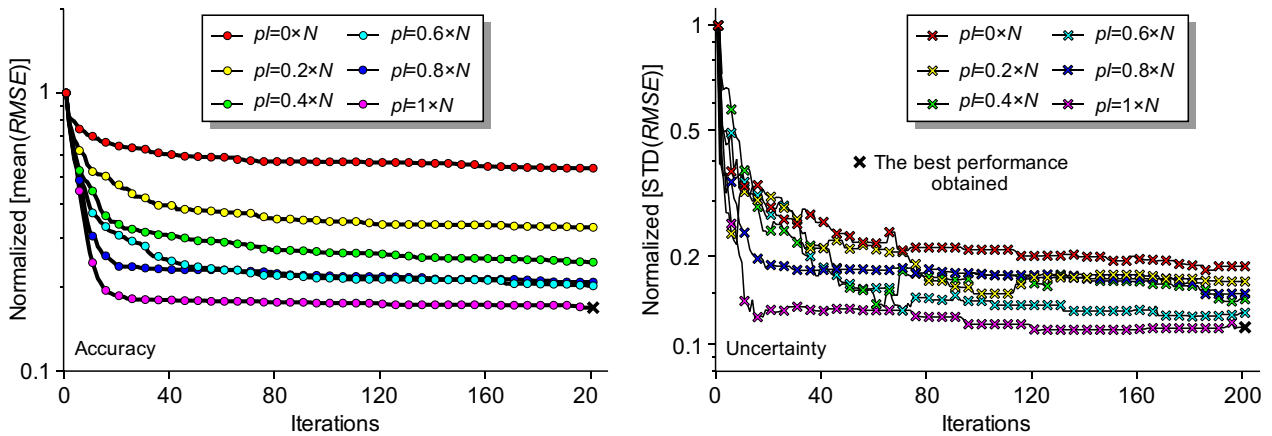 Normalized [mean(RMSE)]
1
0.1
pl=0×N
pl=0.2×N
pl=0.4×N
pl=0.6×N
pl=0.8×N
pl=1×N
Accuracy
0 40 80 120 160 20
Iterations
Normalized [STD(RMSE)]
1
0.5
0.2
0.1
pl=0×N
pl=0.2×N
pl=0.4×N
pl=0.6×N
pl=0.8×N
pl=1×N
The best performance
obtained
Uncertainty
0 40 80 120 160 200
Iterations